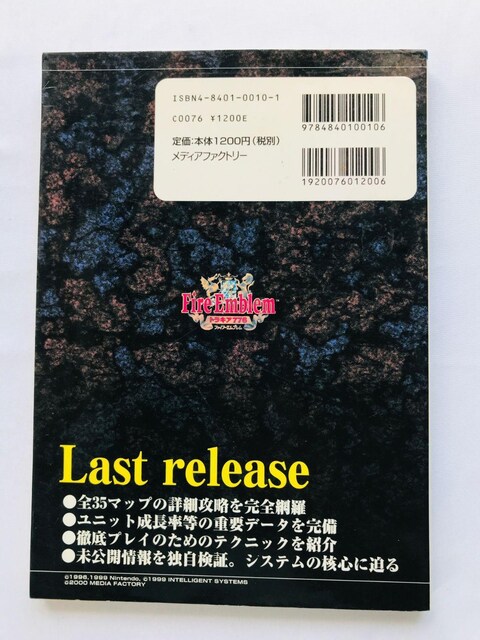 ISBN4-8401-0010-1
C0076 ¥1200E
定価:本体1200円(税別)
メディアファクトリー
9784840100106
1920076012006
Fire Emblem
トラキア776
ファイアーエムブレム
Last release
●全35マップの詳細攻略を完全網羅
●ユニット成長率等の重要データを完備
●徹底プレイのためのテクニックを紹介
●未公開情報を独自検証。システムの核心に迫る
©1996,1999 Nintendo, ©1999 INTELLIGENT SYSTEMS
©2000 MEDIA FACTORY